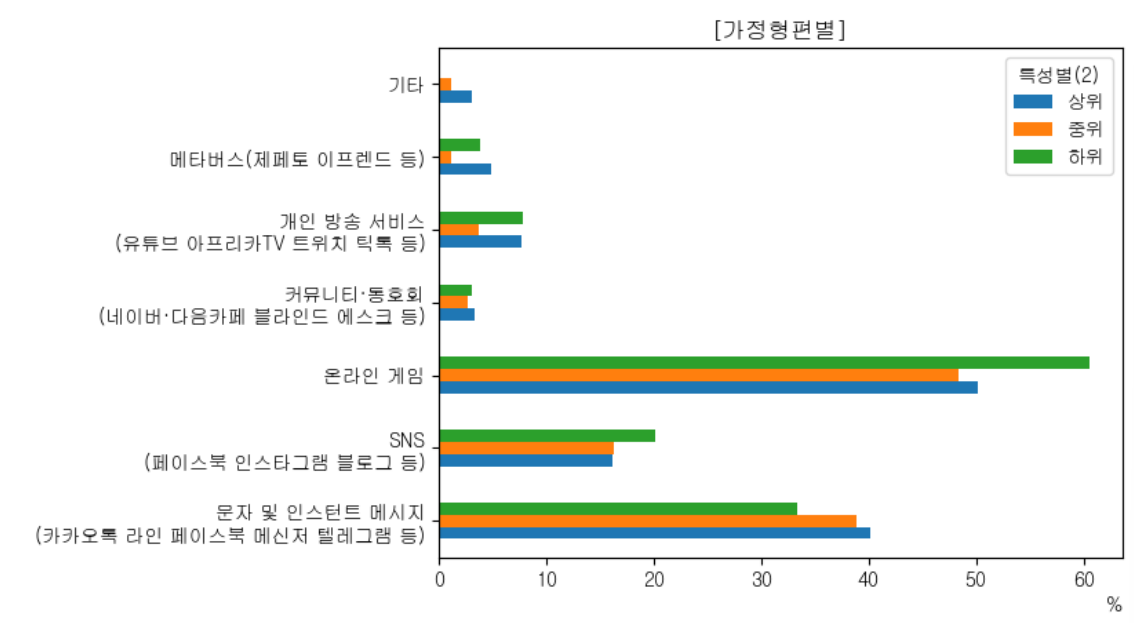 [가정형편별]
특성별(2)
상위
중위
하위
기타
메타버스(제페토 이프렌드 등)
개인 방송 서비스
(유튜브 아프리카TV 트위치 틱톡 등)
커뮤니티·동호회
(네이버·다음카페 블라인드 에스크 등)
온라인 게임
SNS
(페이스북 인스타그램 블로그 등)
문자 및 인스턴트 메시지
(카카오톡 라인 페이스북 메신저 텔레그램 등)
0 10 20 30 40 50 60
%